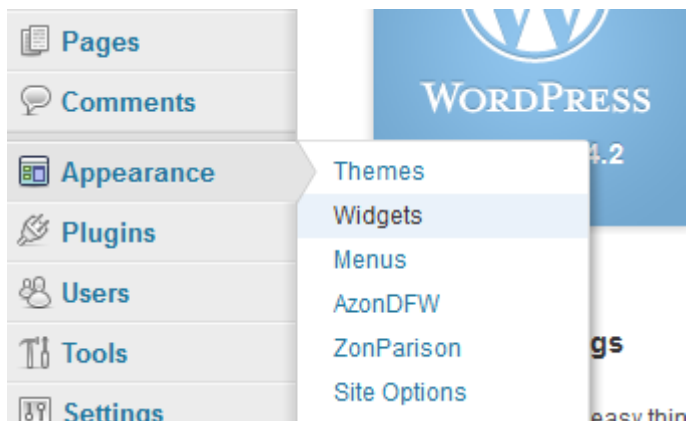 Pages
Comments
Appearance
Plugins
Users
Tools
Settings
Themes
Widgets
Menus
AzonDFW
ZonParison
Site Options
WORDPRESS
4.2
gs
easy thin